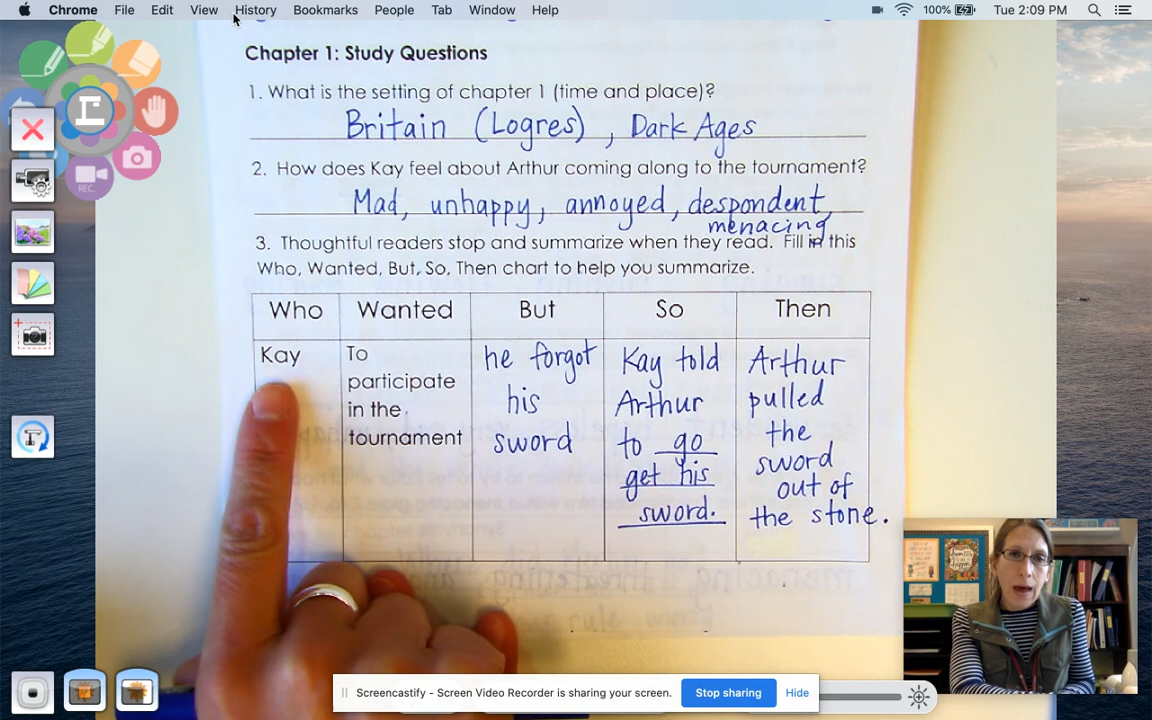 Chrome File Edit View History Bookmarks People Tab Window Help 100% Tue 2:09 PM
Chapter 1: Study Questions
1. What is the setting of chapter 1 (time and place)?
Britain (Logres), Dark Ages
2. How does Kay feel about Arthur coming along to the tournament?
Mad, unhappy, annoyed, despondent,
menacing
3. Thoughtful readers stop and summarize when they read. Fill in this
Who, Wanted, But, So, Then chart to help you summarize.
Who Wanted But So Then
Kay
To
participate
in the
tournament
he forgot
his
sword
Kay told
Arthur
to go
get his
sword.
Arthur
pulled
the
sword
out of
the stone.
REC
Screencastify - Screen Video Recorder is sharing your screen. Stop sharing Hide